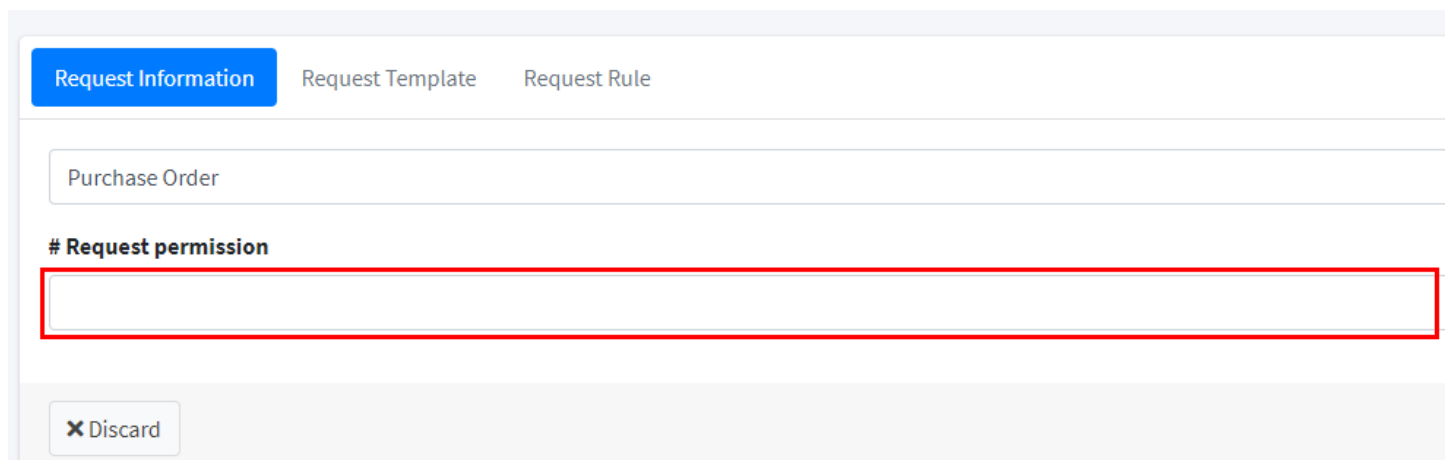 Request Information Request Template Request Rule
Purchase Order
# Request permission
✕ Discard